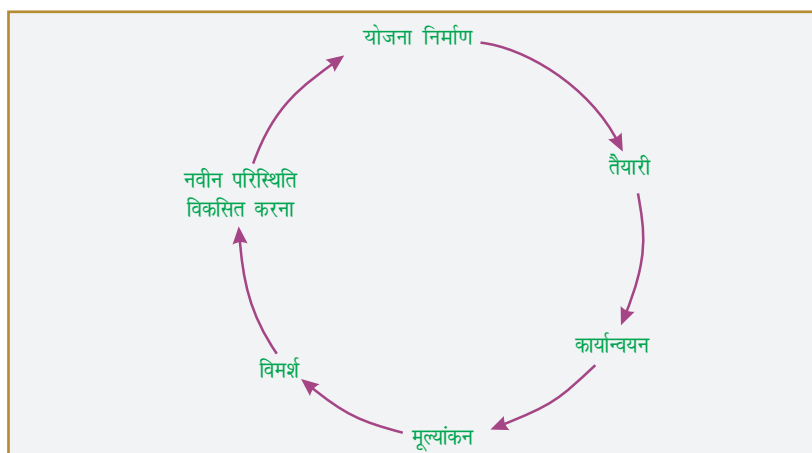 योजना निर्माण
तैयारी
कार्यान्वयन
मूल्यांकन
विमर्श
नवीन परिस्थिति
विकसित करना